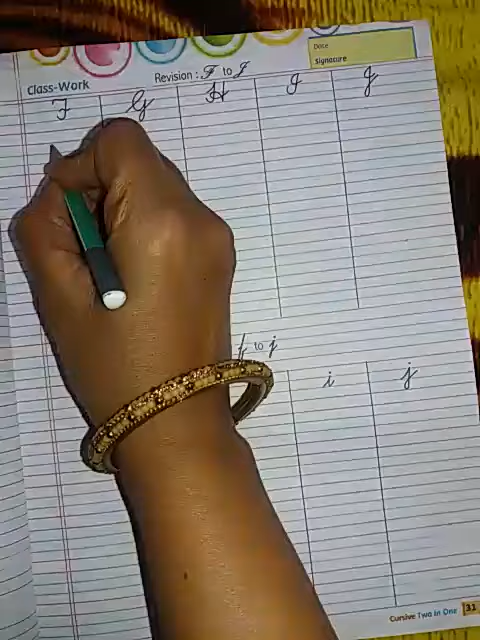 Date
Signature
Class-Work
Revision : F to J
F G H I J
f to j
i j
Cursive Two in One 31